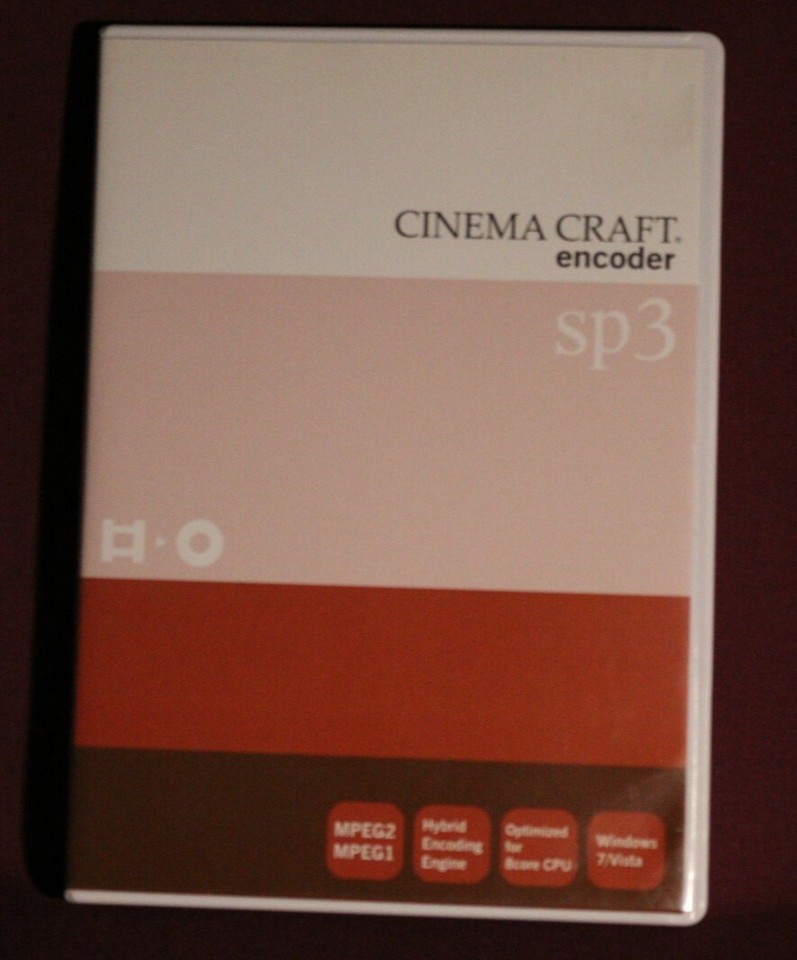 CINEMA CRAFT®
encoder
sp3
MPEG2
MPEG1
Hybrid
Encoding
Engine
Optimized
for
8core CPU
Windows
7/Vista